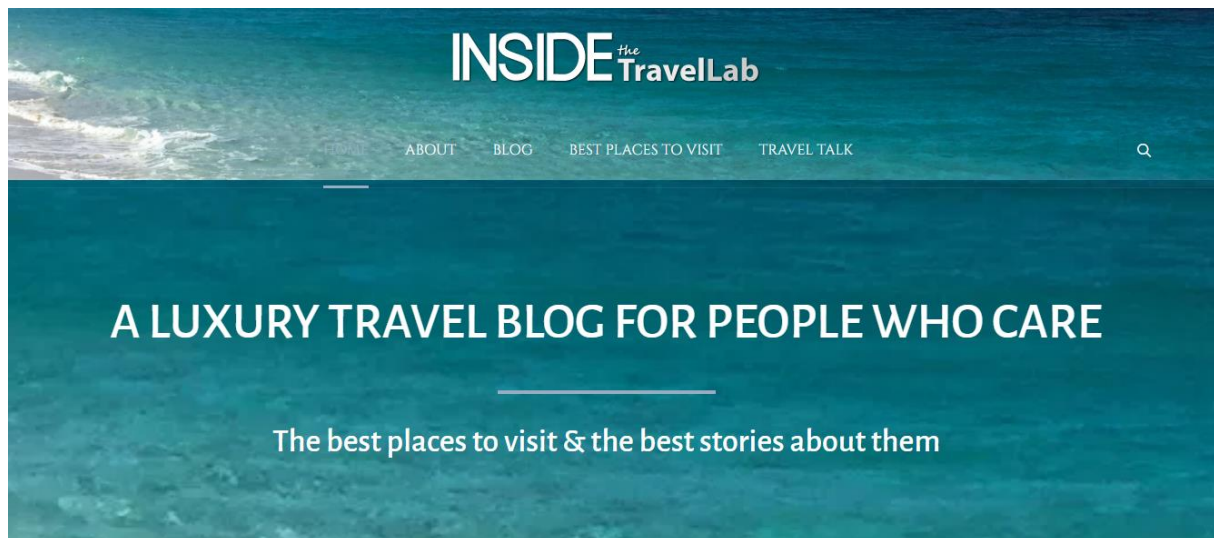 INSIDE the TravelLab
HOME ABOUT BLOG BEST PLACES TO VISIT TRAVEL TALK
A LUXURY TRAVEL BLOG FOR PEOPLE WHO CARE
The best places to visit & the best stories about them